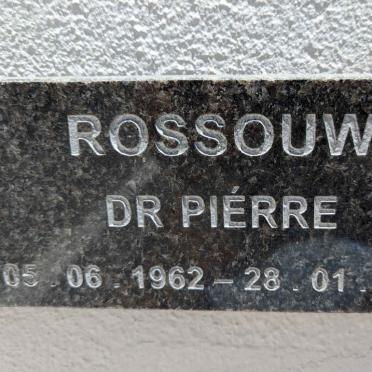 ROSSOUW
DR PIÉRRE
05 . 06 . 1962 – 28 . 01 .